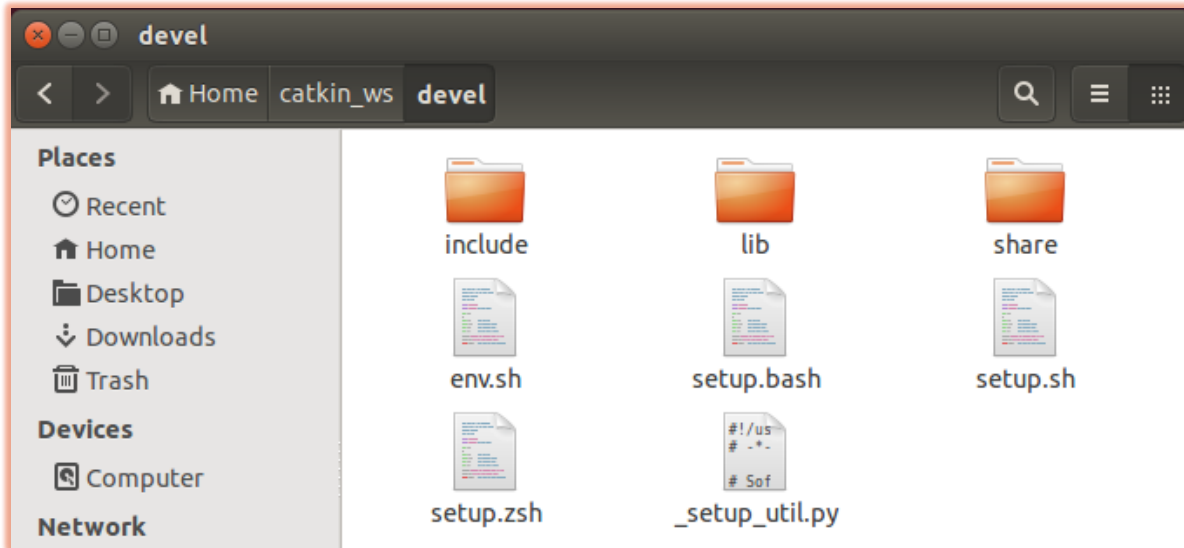 devel
Home catkin_ws devel
Places
Recent
Home
Desktop
Downloads
Trash
Devices
Computer
Network
include lib share
env.sh setup.bash setup.sh
#!/us
# -*-
# Sof
setup.zsh _setup_util.py